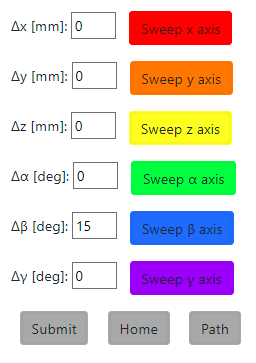 Δx [mm]: 0 Sweep x axis
Δy [mm]: 0 Sweep y axis
Δz [mm]: 0 Sweep z axis
Δα [deg]: 0 Sweep α axis
Δβ [deg]: 15 Sweep β axis
Δγ [deg]: 0 Sweep γ axis
Submit Home Path